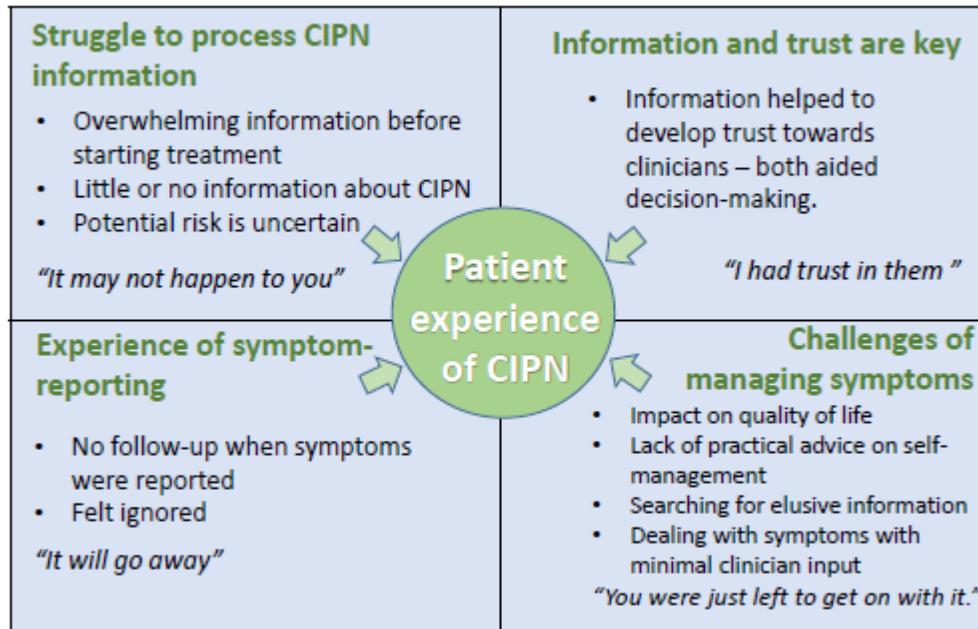 Struggle to process CIPN
information
• Overwhelming information before
starting treatment
• Little or no information about CIPN
• Potential risk is uncertain
“It may not happen to you”
Information and trust are key
• Information helped to
develop trust towards
clinicians – both aided
decision-making.
“I had trust in them ”
Patient
experience
of CIPN
Experience of symptom-
reporting
• No follow-up when symptoms
were reported
• Felt ignored
“It will go away”
Challenges of
managing symptoms
• Impact on quality of life
• Lack of practical advice on self-
management
• Searching for elusive information
• Dealing with symptoms with
minimal clinician input
“You were just left to get on with it.”